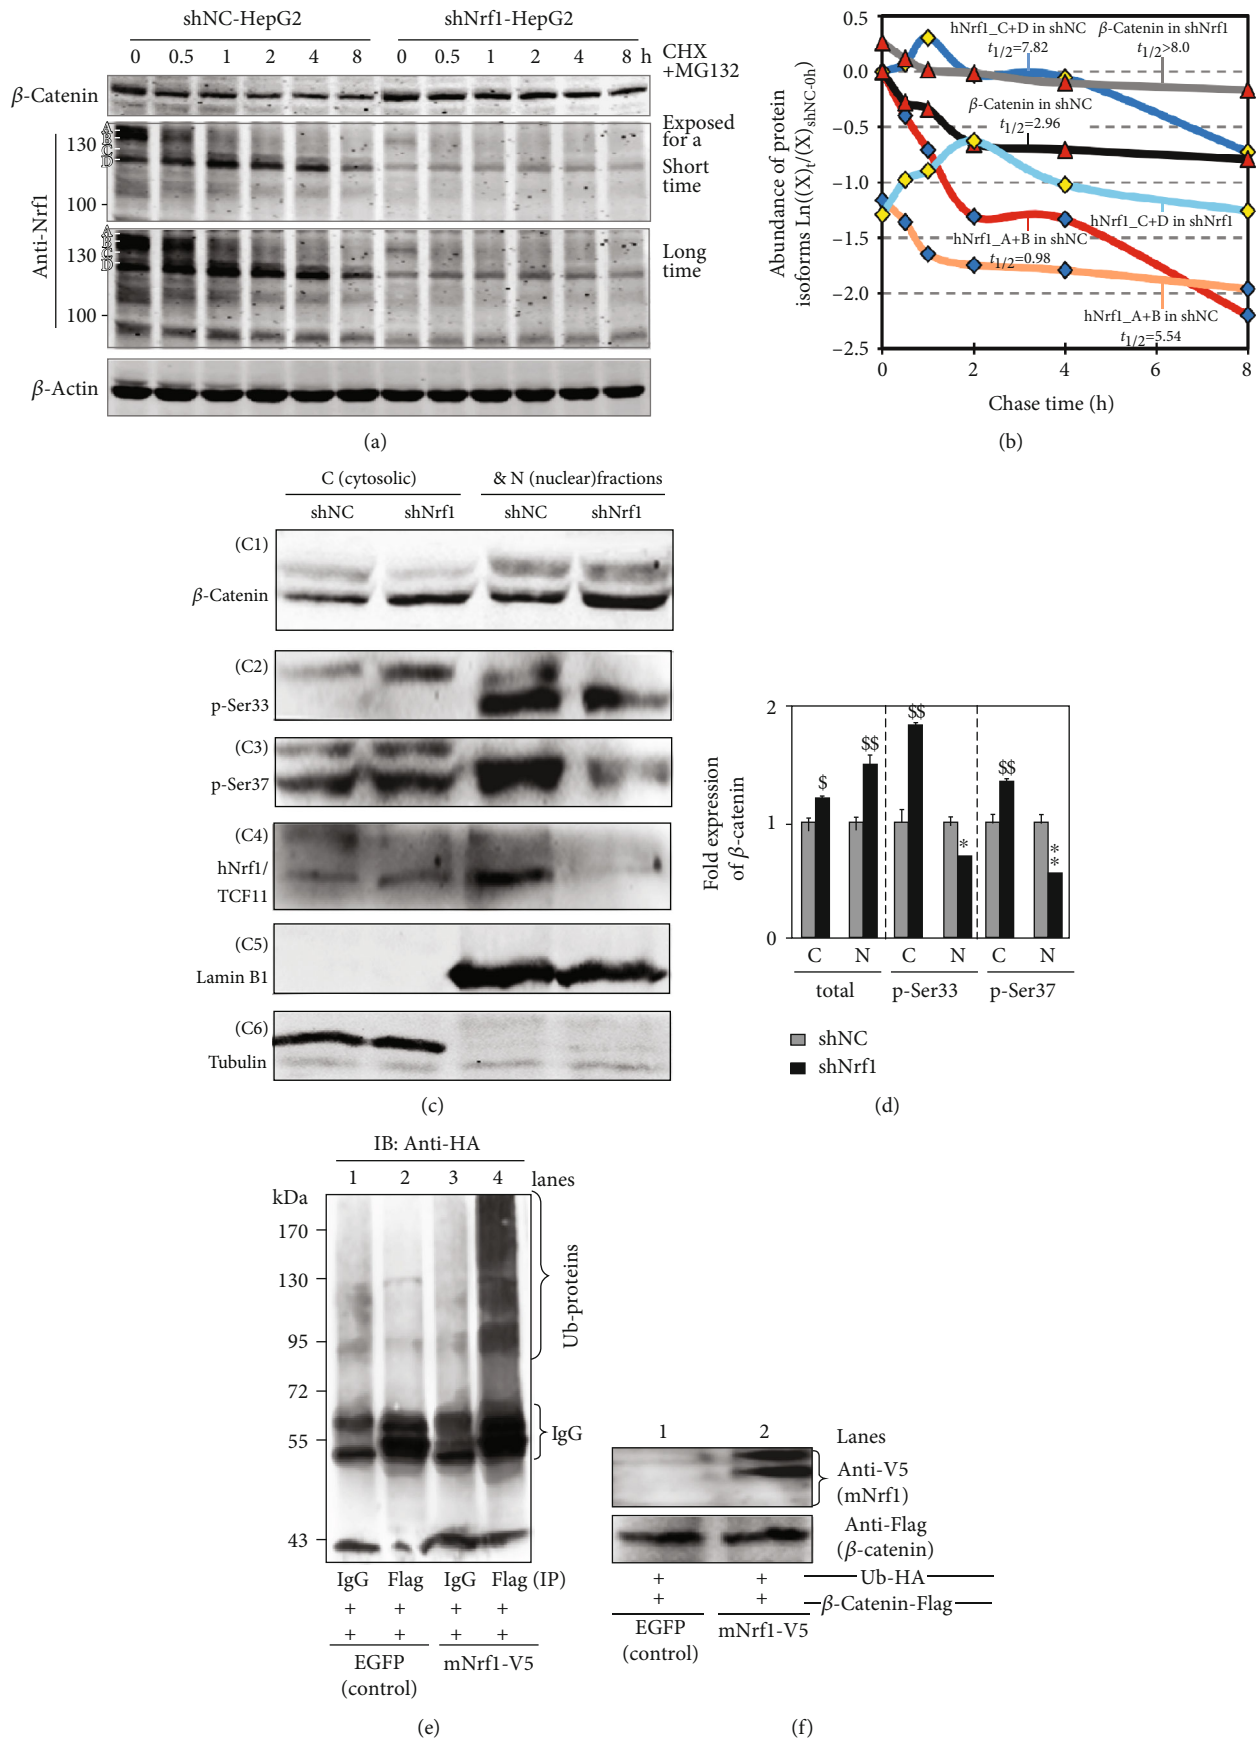 shNC-HepG2 shNrf1-HepG2
0 0.5 1 2 4 8 0 0.5 1 2 4 8 h CHX
+MG132
β-Catenin
Exposed
for a
Short
time
A
B
C
D
130
100
Anti-Nrf1
A
B
C
D
130
100
Long
time
β-Actin
(a)
0.5
0.0
−0.5
−1.0
−1.5
−2.0
−2.5
Abundance of protein
isoforms Ln((X)t/(X)shNC-0h)
hNrf1_C+D in shNC
t1/2=7.82
β-Catenin in shNrf1
t1/2>8.0
β-Catenin in shNC
t1/2=2.96
hNrf1_C+D in shNrf1
hNrf1_A+B in shNC
t1/2=0.98
hNrf1_A+B in shNC
t1/2=5.54
0 2 4 6 8
Chase time (h)
(b)
C (cytosolic) & N (nuclear)fractions
shNC shNrf1 shNC shNrf1
(C1)
β-Catenin
(C2)
p-Ser33
(C3)
p-Ser37
(C4)
hNrf1/
TCF11
(C5)
Lamin B1
(C6)
Tubulin
(c)
2
1
0
Fold expression
of β-catenin
$ $$ $$ * $$ **
C N C N C N
total p-Ser33 p-Ser37
shNC
shNrf1
(d)
IB: Anti-HA
1 2 3 4 lanes
kDa
170
130
95
72
55
43
Ub-proteins
IgG
IgG Flag IgG Flag (IP)
+ + + +
+ + + +
EGFP
(control)
mNrf1-V5
(e)
1 2 Lanes
Anti-V5
(mNrf1)
Anti-Flag
(β-catenin)
+ + Ub-HA
+ + β-Catenin-Flag
EGFP
(control)
mNrf1-V5
(f)